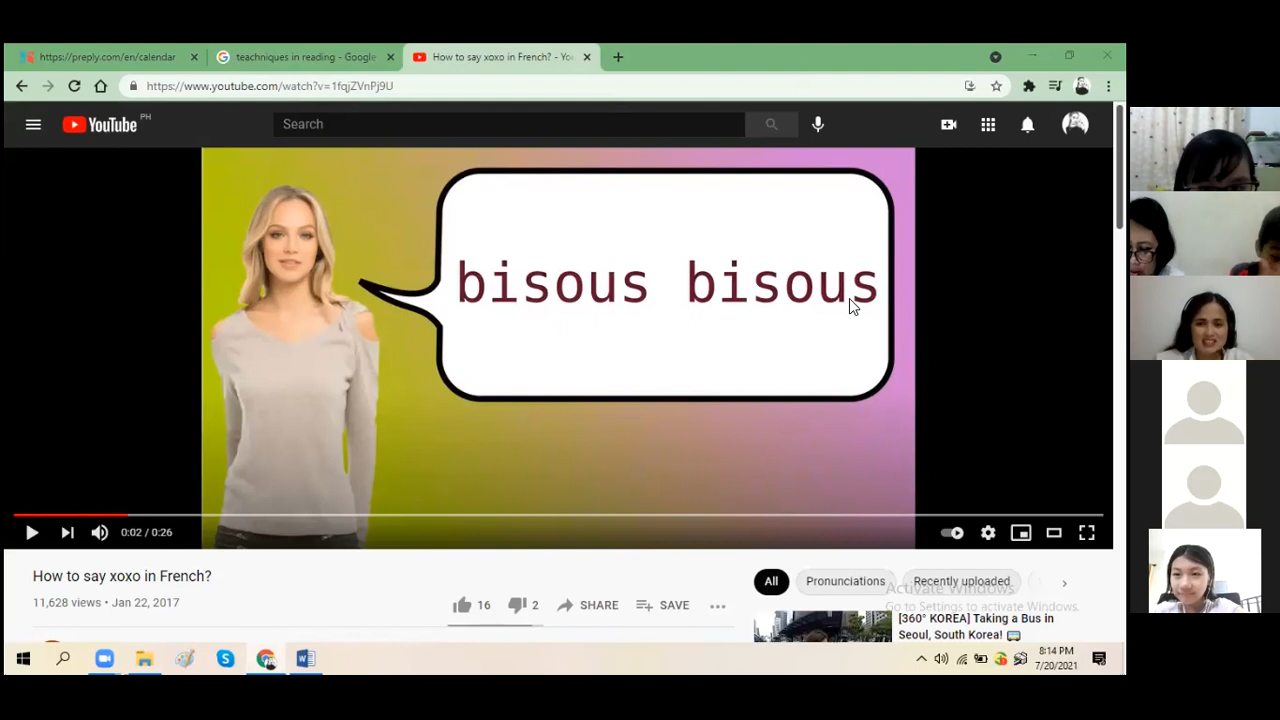 https://preply.com/en/calendar
teachniques in reading - Google
How to say xoxo in French? - Yo
https://www.youtube.com/watch?v=1fqjZVnPj9U
YouTube PH
Search
bisous bisous
0:02 / 0:26
How to say xoxo in French?
11,628 views • Jan 22, 2017
16
2
SHARE
SAVE
All
Pronunciations
Recently uploaded
Activate Windows
Go to Settings to activate Windows.
[360° KOREA] Taking a Bus in
Seoul, South Korea!
8:14 PM
7/20/2021